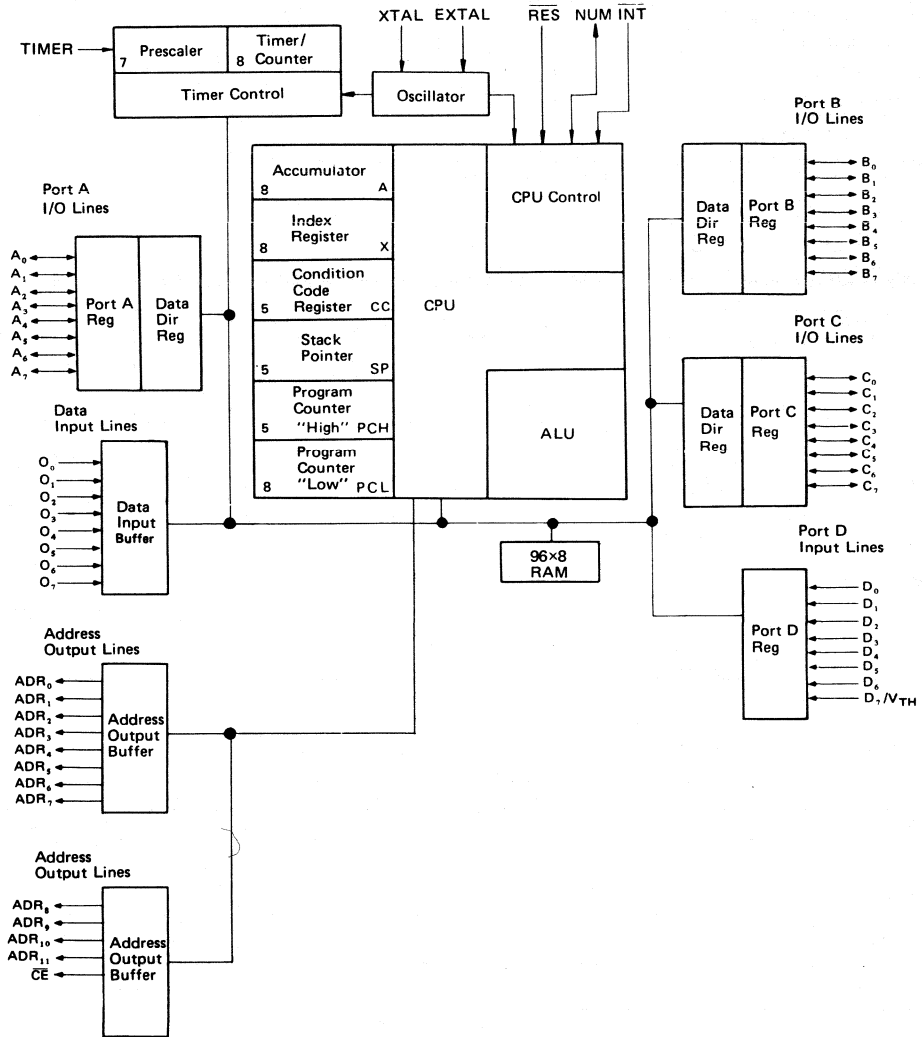 XTAL EXTAL RES NUM INT
TIMER
7 Prescaler
8 Timer/
Counter
Timer Control
Oscillator
Port A
I/O Lines
A₀
A₁
A₂
A₃
A₄
A₅
A₆
A₇
Port A
Reg
Data
Dir
Reg
Accumulator
8 A
Index
Register
8 X
Condition
Code
5 Register CC
Stack
Pointer
5 SP
Program
Counter
5 "High" PCH
Program
Counter
8 "Low" PCL
CPU
CPU Control
ALU
Port B
I/O Lines
Data
Dir
Reg
Port B
Reg
B₀
B₁
B₂
B₃
B₄
B₅
B₆
B₇
Port C
I/O Lines
Data
Dir
Reg
Port C
Reg
C₀
C₁
C₂
C₃
C₄
C₅
C₆
C₇
Data
Input Lines
O₀
O₁
O₂
O₃
O₄
O₅
O₆
O₇
Data
Input
Buffer
96×8
RAM
Port D
Input Lines
Port D
Reg
D₀
D₁
D₂
D₃
D₄
D₅
D₆
D₇/VTH
Address
Output Lines
ADR₀
ADR₁
ADR₂
ADR₃
ADR₄
ADR₅
ADR₆
ADR₇
Address
Output
Buffer
Address
Output Lines
ADR₈
ADR₉
ADR₁₀
ADR₁₁
CE
Address
Output
Buffer